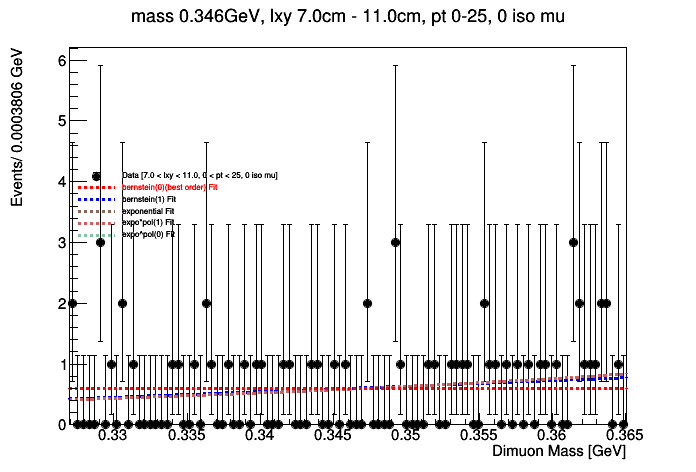 mass 0.346GeV, lxy 7.0cm - 11.0cm, pt 0-25, 0 iso mu
Events/ 0.0003806 GeV
6
5
4
3
2
1
0
Data [7.0 < lxy < 11.0, 0 < pt < 25, 0 iso mu]
bernstein(0)(best order) Fit
bernstein(1) Fit
exponential Fit
expo*pol(1) Fit
expo*pol(0) Fit
0.33 0.335 0.34 0.345 0.35 0.355 0.36 0.365
Dimuon Mass [GeV]